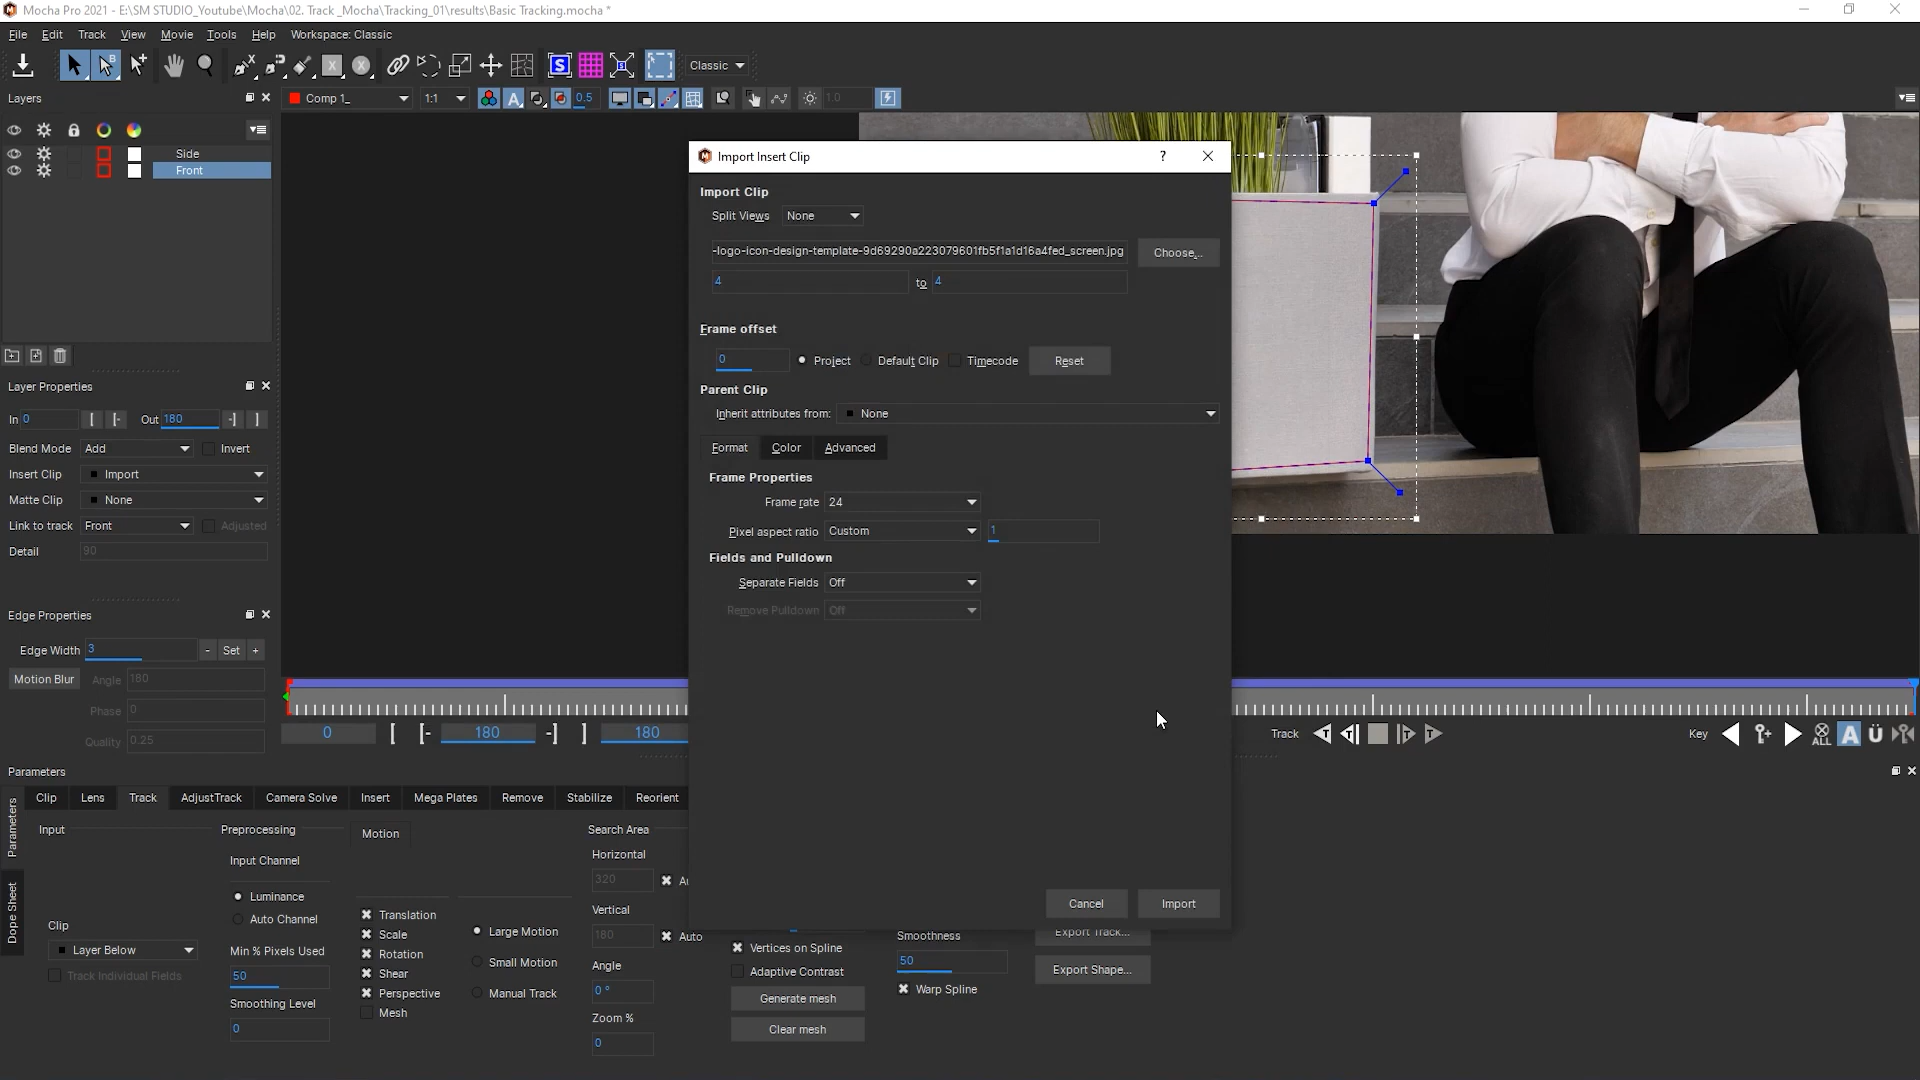 Mocha Pro 2021 - E:\SM STUDIO_Youtube\Mocha\02. Track _Mocha\Tracking_01\results\Basic Tracking.mocha *
File Edit Track View Movie Tools Help Workspace: Classic
Classic
Layers
Comp 1_ 1:1 A 0.5 1.0
Side
Front
Layer Properties
In 0 [ [- Out 180 -] ]
Blend Mode Add Invert
Insert Clip Import
Matte Clip None
Link to track Front Adjusted
Detail 90
Edge Properties
Edge Width 3 - Set +
Motion Blur Angle 180
Phase 0
Quality 0.25
Import Insert Clip ? ×
Import Clip
Split Views None
-logo-icon-design-template-9d69290a223079601fb5f1a1d16a4fed_screen.jpg Choose...
4 to 4
Frame offset
0 Project Default Clip Timecode Reset
Parent Clip
Inherit attributes from: None
Format Color Advanced
Frame Properties
Frame rate 24
Pixel aspect ratio Custom 1
Fields and Pulldown
Separate Fields Off
Remove Pulldown Off
Cancel Import
0 [ [- 180 -] ] 180 Track Key ALL A Ü
Parameters
Clip Lens Track AdjustTrack Camera Solve Insert Mega Plates Remove Stabilize Reorient
Parameters
Dope Sheet
Input
Clip
Layer Below
Track Individual Fields
Preprocessing
Input Channel
Luminance
Auto Channel
Min % Pixels Used
50
Smoothing Level
0
Motion
Translation
Scale
Rotation
Shear
Perspective
Mesh
Large Motion
Small Motion
Manual Track
Search Area
Horizontal
320
Vertical
180 Auto
Angle
0 °
Zoom %
0
Vertices on Spline
Adaptive Contrast
Generate mesh
Clear mesh
Smoothness
50
Warp Spline
Export Track...
Export Shape...